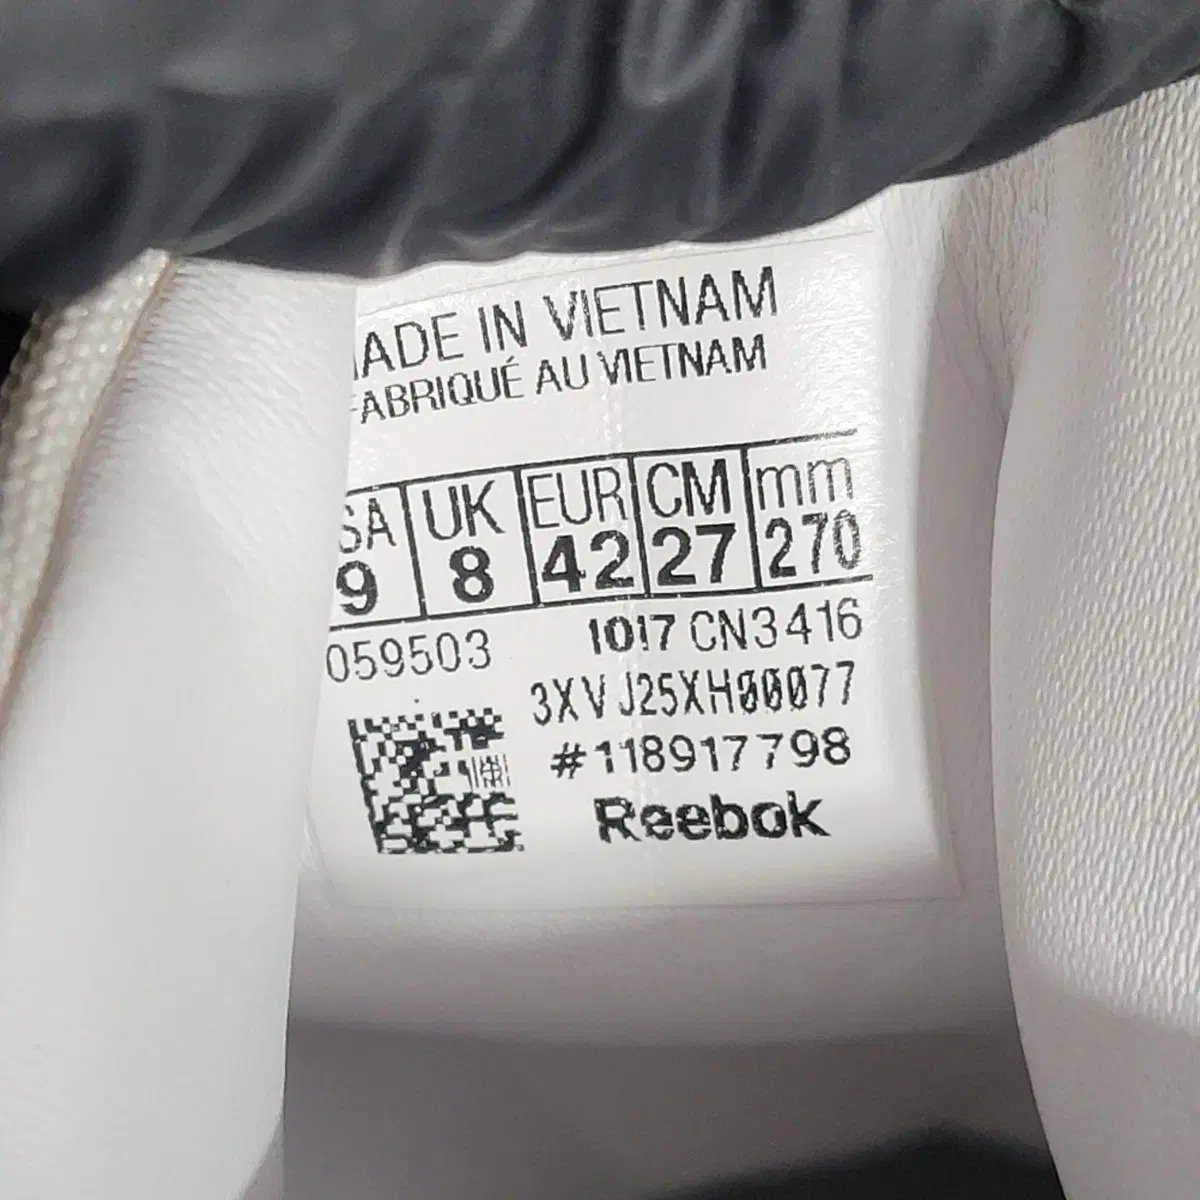 MADE IN VIETNAM
FABRIQUÉ AU VIETNAM
USA UK EUR CM mm
9 8 42 27 270
059503 1017 CN3416
3XV J25XH00077
#118917798
Reebok